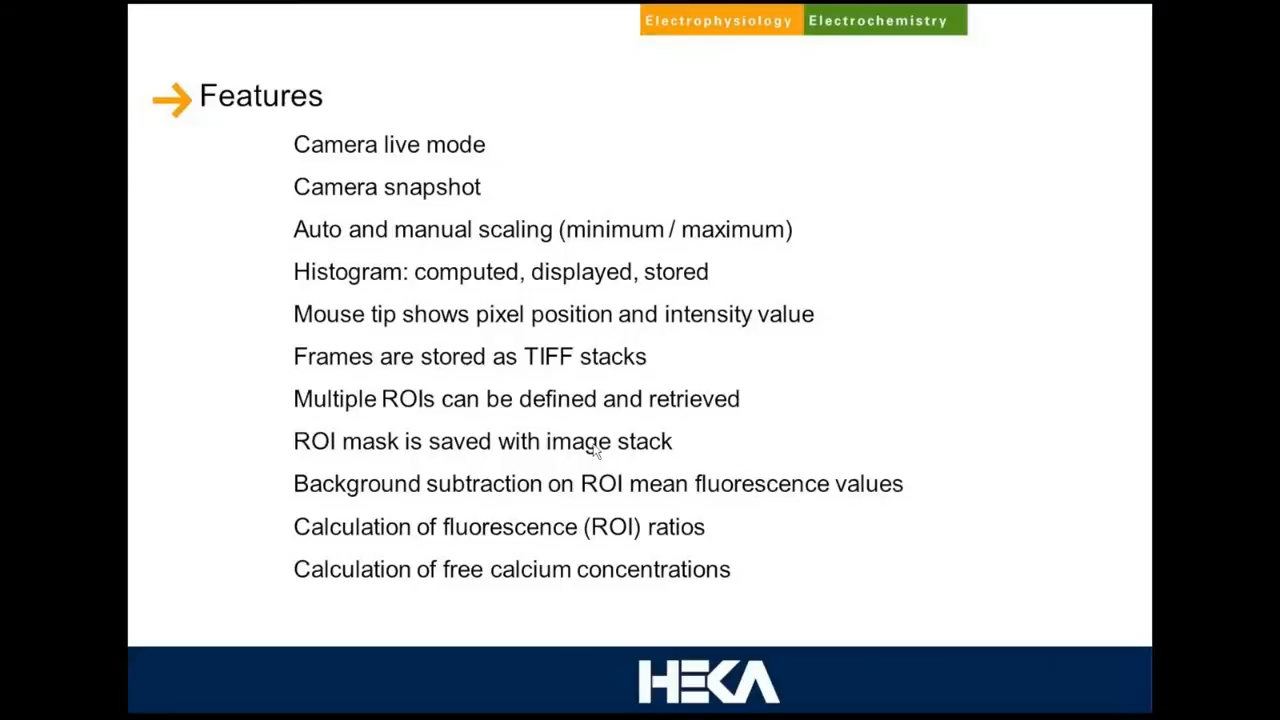 Electrophysiology Electrochemistry
Features
Camera live mode
Camera snapshot
Auto and manual scaling (minimum / maximum)
Histogram: computed, displayed, stored
Mouse tip shows pixel position and intensity value
Frames are stored as TIFF stacks
Multiple ROIs can be defined and retrieved
ROI mask is saved with image stack
Background subtraction on ROI mean fluorescence values
Calculation of fluorescence (ROI) ratios
Calculation of free calcium concentrations
HEKA